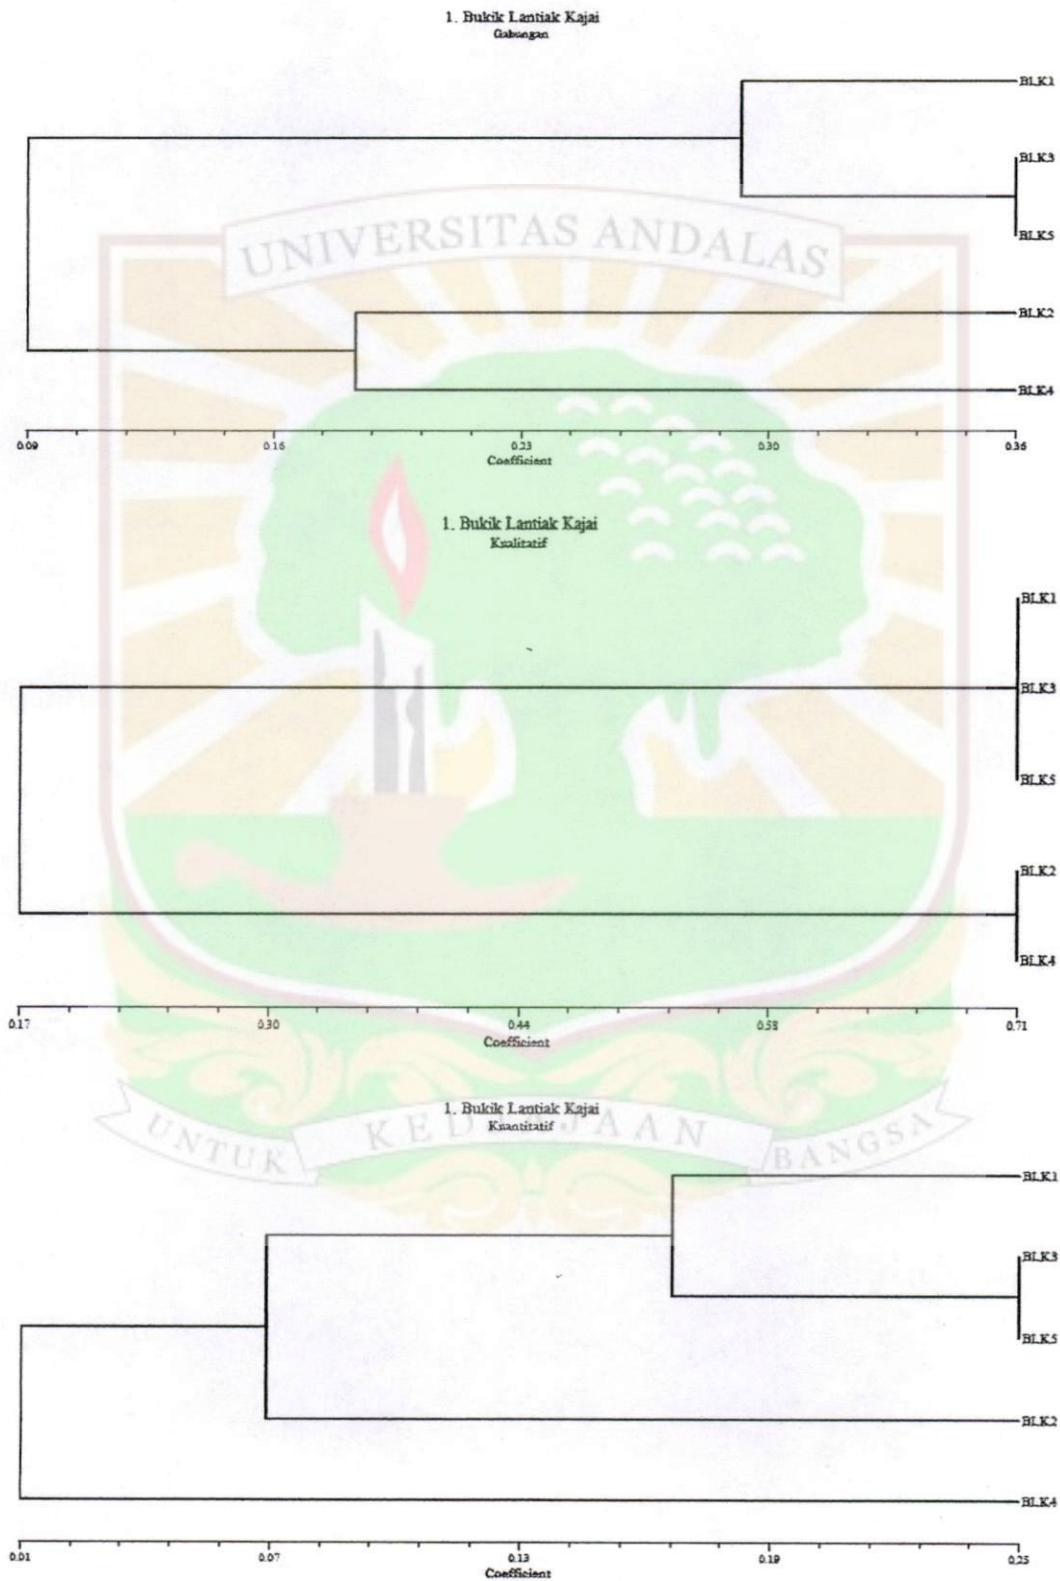 1. Bukik Lantiak Kajai
Gabungan
BLK1
BLK3
BLK5
UNIVERSITAS ANDALAS
BLK2
BLK4
0.09 0.16 0.23 0.30 0.36
Coefficient
1. Bukik Lantiak Kajai
Kualitatif
BLK1
BLK3
BLK5
BLK2
BLK4
0.17 0.30 0.44 0.58 0.71
Coefficient
1. Bukik Lantiak Kajai
Kuantitatif
UNTUK KEDJAJAAN BANGSA
BLK1
BLK3
BLK5
BLK2
BLK4
0.01 0.07 0.13 0.19 0.25
Coefficient